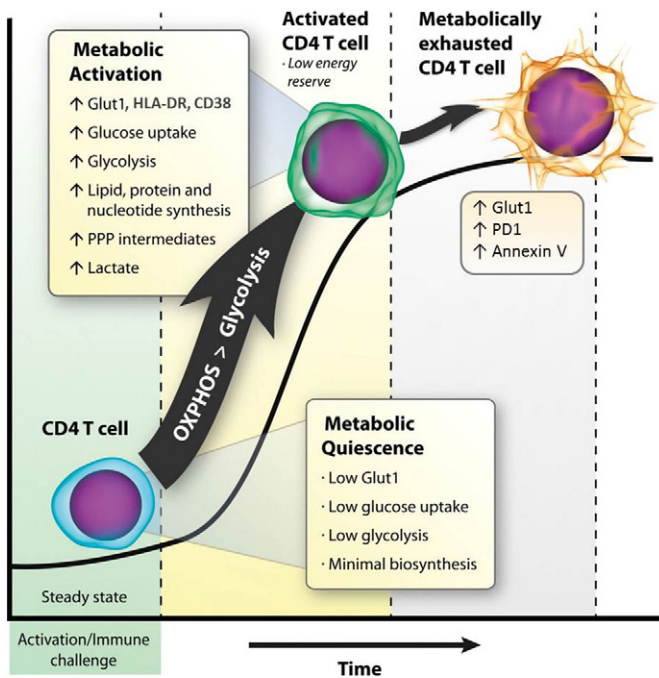 Metabolic
Activation
↑ Glut1, HLA-DR, CD38
↑ Glucose uptake
↑ Glycolysis
↑ Lipid, protein and
nucleotide synthesis
↑ PPP intermediates
↑ Lactate
Activated
CD4 T cell
· Low energy
reserve
Metabolically
exhausted
CD4 T cell
↑ Glut1
↑ PD1
↑ Annexin V
OXPHOS > Glycolysis
CD4 T cell
Metabolic
Quiescence
· Low Glut1
· Low glucose uptake
· Low glycolysis
· Minimal biosynthesis
Steady state
Activation/Immune
challenge
Time